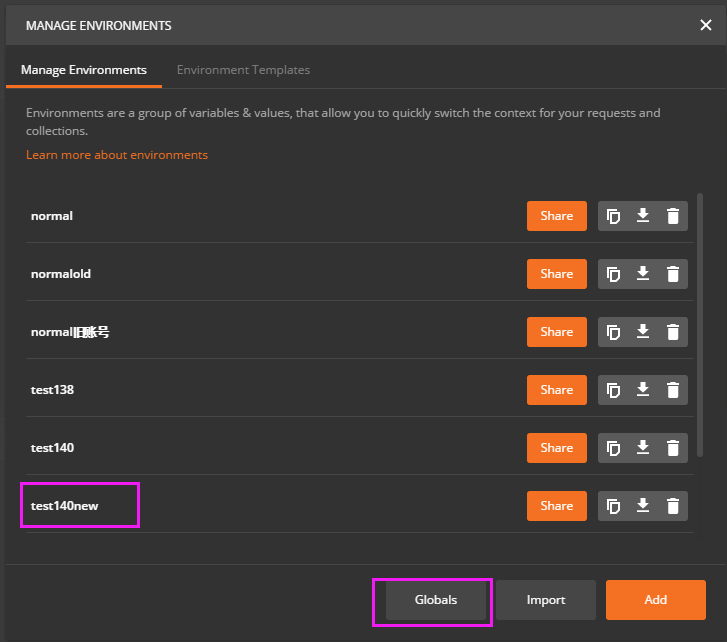 MANAGE ENVIRONMENTS
Manage Environments
Environment Templates
Environments are a group of variables & values, that allow you to quickly switch the context for your requests and
collections.
Learn more about environments
normal
Share
normalold
Share
normal旧账号
Share
test138
Share
test140
Share
test140new
Share
Globals
Import
Add